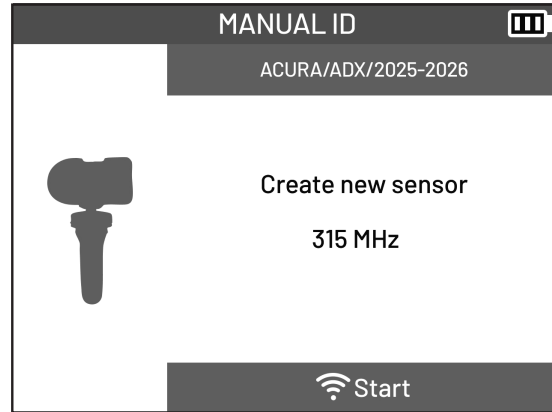 MANUAL ID
ACURA/ADX/2025-2026
Create new sensor
315 MHz
Start